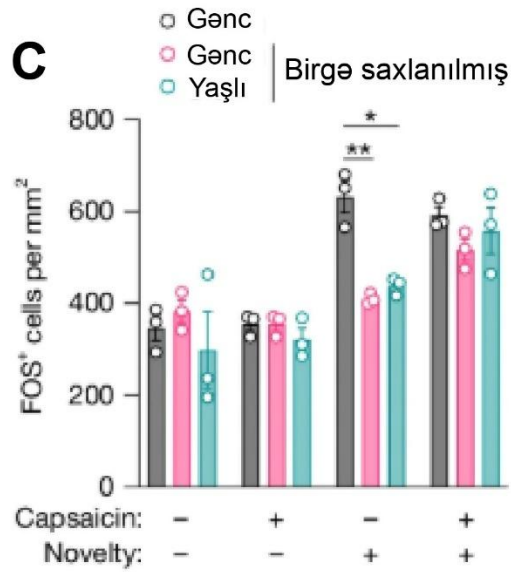 C
Gənc
Gənc
Yaşlı
Birgə saxlanılmış
FOS⁺ cells per mm²
800
600
400
200
0
*
**
Capsaicin: − + − +
Novelty: − − + +